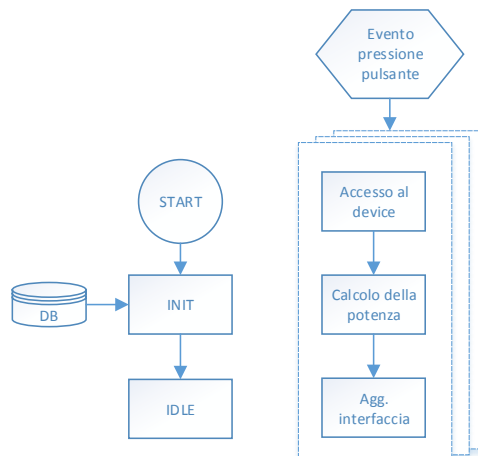 Evento
pressione
pulsante
START
Accesso al
device
DB
INIT
Calcolo della
potenza
IDLE
Agg.
interfaccia